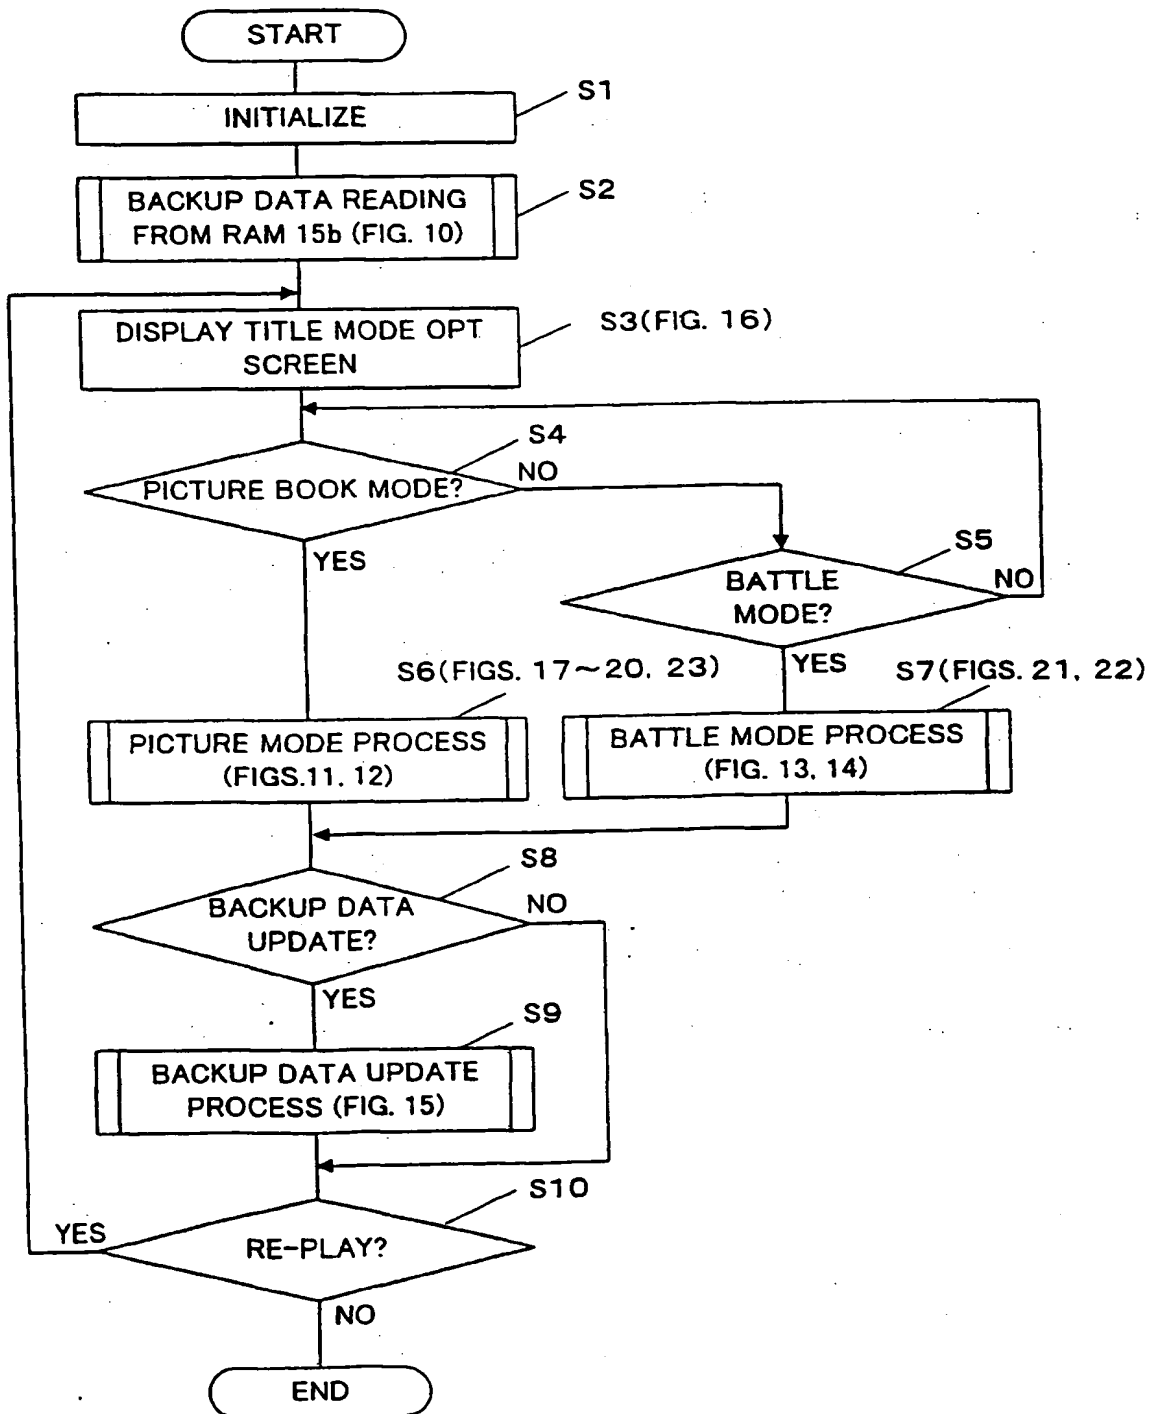 START
S1
INITIALIZE
S2
BACKUP DATA READING
FROM RAM 15b (FIG. 10)
S3(FIG. 16)
DISPLAY TITLE MODE OPT
SCREEN
S4
PICTURE BOOK MODE?
NO
YES
S5
BATTLE
MODE?
NO
YES
S6(FIGS. 17~20, 23)
S7(FIGS. 21, 22)
PICTURE MODE PROCESS
(FIGS.11, 12)
BATTLE MODE PROCESS
(FIG. 13, 14)
S8
BACKUP DATA
UPDATE?
NO
YES
S9
BACKUP DATA UPDATE
PROCESS (FIG. 15)
S10
YES
RE-PLAY?
NO
END